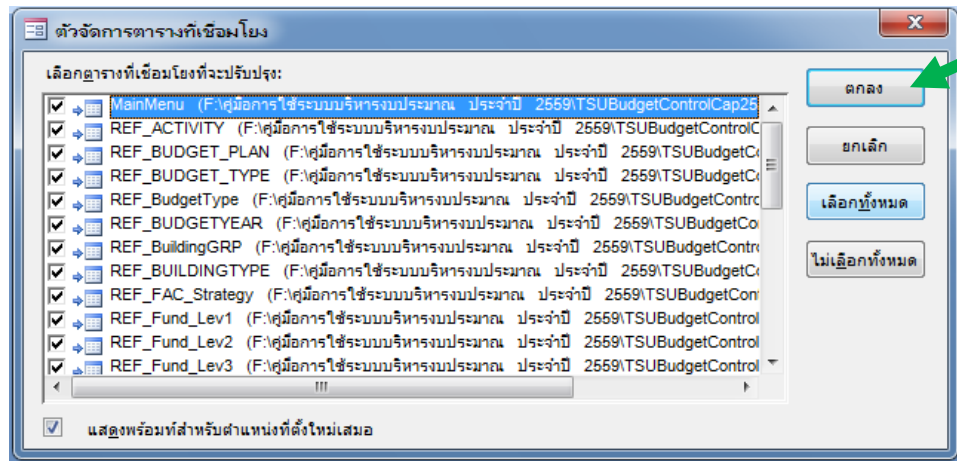 ตัวจัดการตารางที่เชื่อมโยง
เลือกตารางที่เชื่อมโยงที่จะปรับปรุง:
MainMenu (F:\คู่มือการใช้ระบบบริหารงบประมาณ ประจำปี 2559\TSUBudgetControlCap25
REF_ACTIVITY (F:\คู่มือการใช้ระบบบริหารงบประมาณ ประจำปี 2559\TSUBudgetControlC
REF_BUDGET_PLAN (F:\คู่มือการใช้ระบบบริหารงบประมาณ ประจำปี 2559\TSUBudgetCo
REF_BUDGET_TYPE (F:\คู่มือการใช้ระบบบริหารงบประมาณ ประจำปี 2559\TSUBudgetCo
REF_BudgetType (F:\คู่มือการใช้ระบบบริหารงบประมาณ ประจำปี 2559\TSUBudgetContro
REF_BUDGETYEAR (F:\คู่มือการใช้ระบบบริหารงบประมาณ ประจำปี 2559\TSUBudgetCo
REF_BuildingGRP (F:\คู่มือการใช้ระบบบริหารงบประมาณ ประจำปี 2559\TSUBudgetContro
REF_BUILDINGTYPE (F:\คู่มือการใช้ระบบบริหารงบประมาณ ประจำปี 2559\TSUBudgetCo
REF_FAC_Strategy (F:\คู่มือการใช้ระบบบริหารงบประมาณ ประจำปี 2559\TSUBudgetCon
REF_Fund_Lev1 (F:\คู่มือการใช้ระบบบริหารงบประมาณ ประจำปี 2559\TSUBudgetControl
REF_Fund_Lev2 (F:\คู่มือการใช้ระบบบริหารงบประมาณ ประจำปี 2559\TSUBudgetControl
REF_Fund_Lev3 (F:\คู่มือการใช้ระบบบริหารงบประมาณ ประจำปี 2559\TSUBudgetControl
แสดงพร้อมท์สำหรับตำแหน่งที่ตั้งใหม่เสมอ
ตกลง
ยกเลิก
เลือกทั้งหมด
ไม่เลือกทั้งหมด